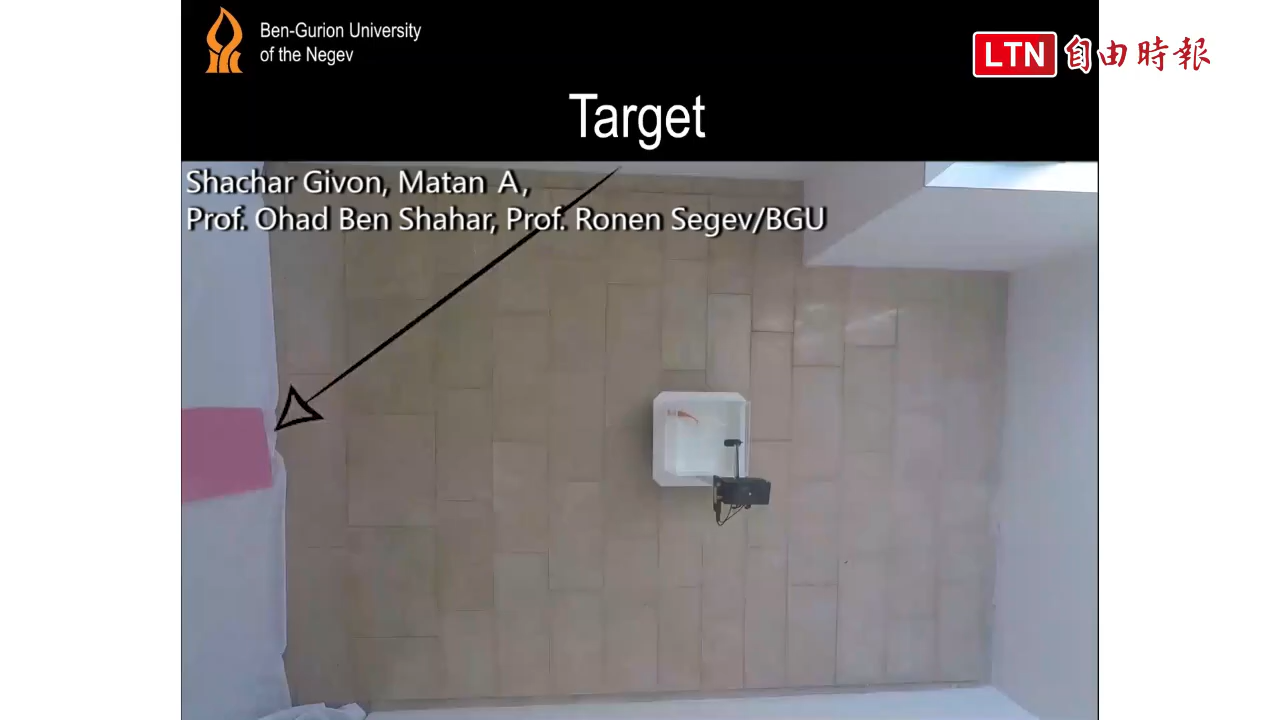 Ben-Gurion University
of the Negev
LTN 自由時報
Target
Shachar Givon, Matan A,
Prof. Ohad Ben Shahar, Prof. Ronen Segev/BGU